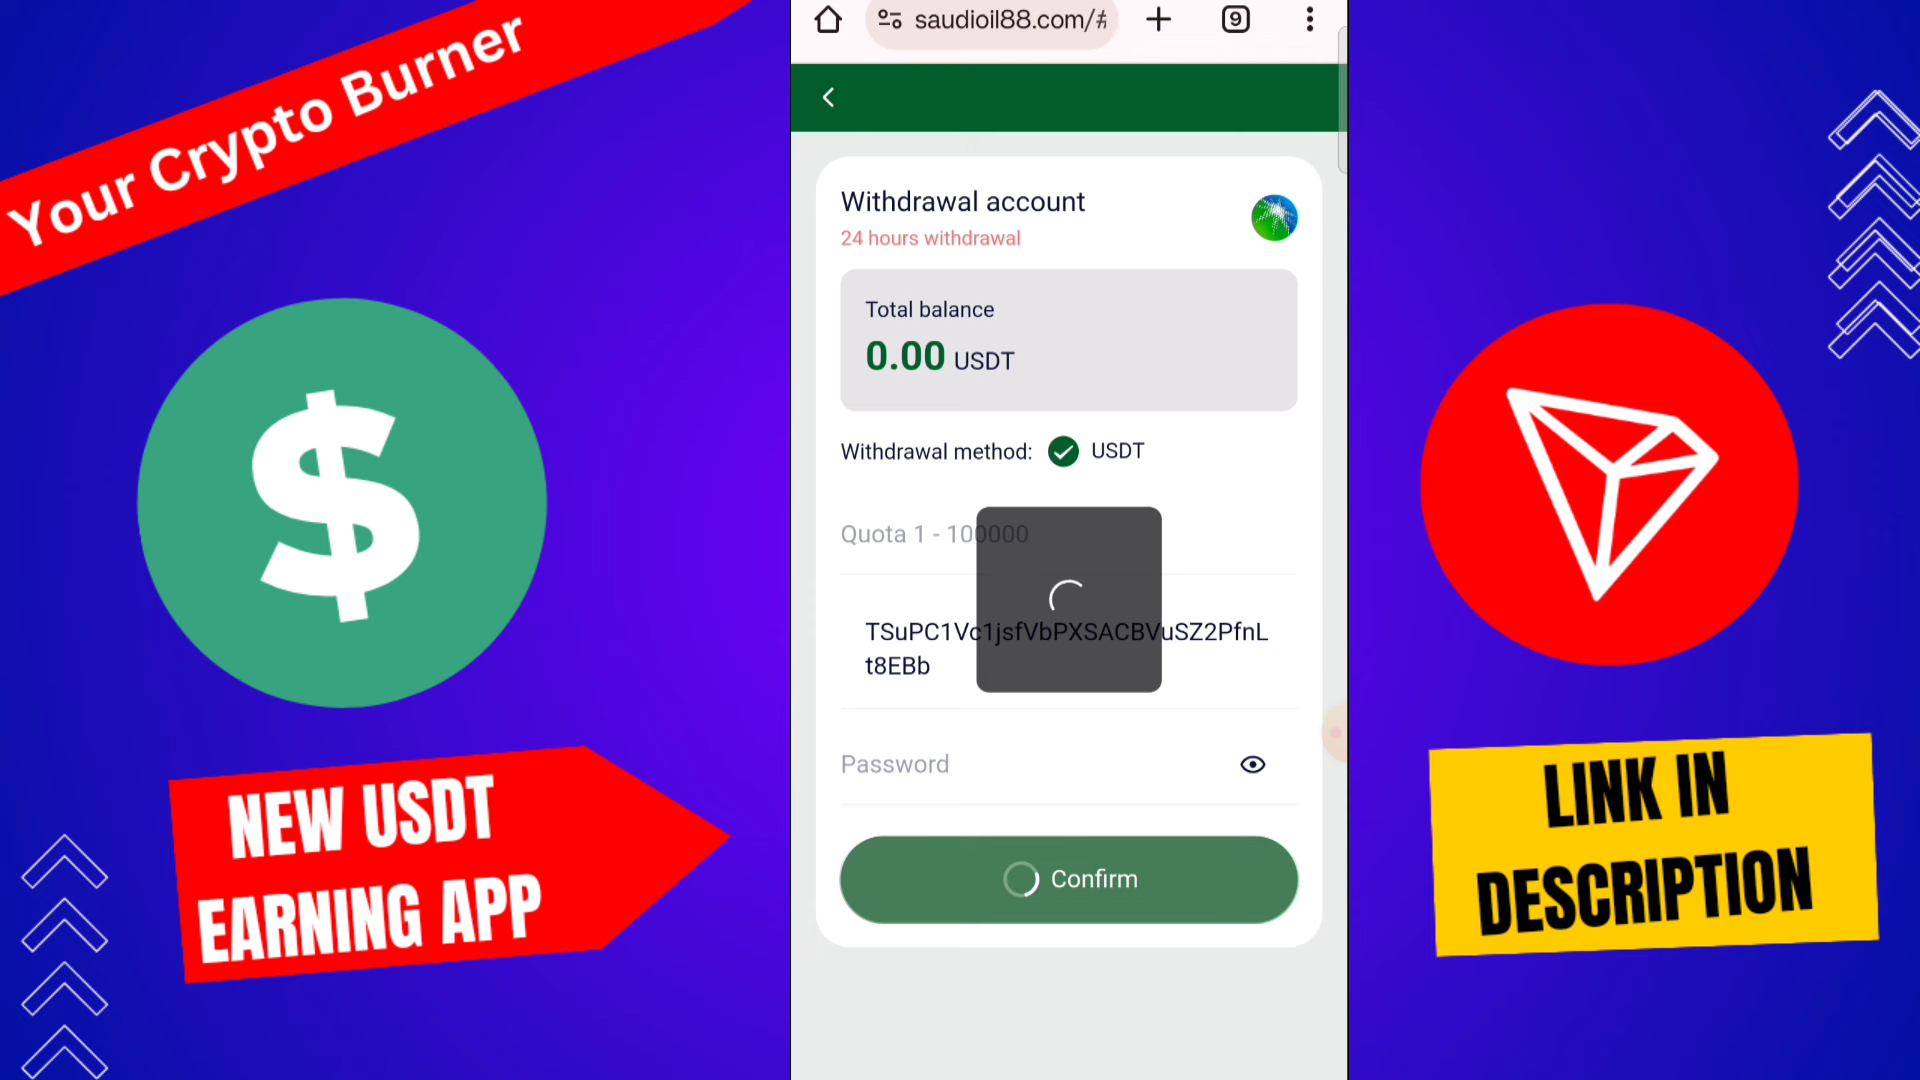 Your Crypto Burner
saudioil88.com/#
9
Withdrawal account
24 hours withdrawal
Total balance
0.00 USDT
Withdrawal method: USDT
Quota 1 - 100000
TSuPC1Vc1jsfVbPXSACBVuSZ2PfnL
t8EBb
Password
Confirm
NEW USDT
EARNING APP
LINK IN
DESCRIPTION